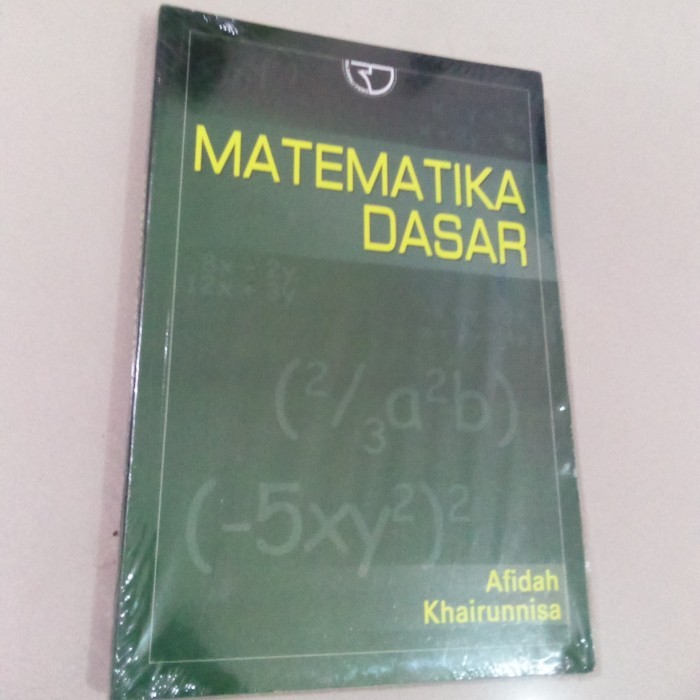 MATEMATIKA
DASAR
(2/3a²b)
(-5xy²)²
Afidah
Khairunnisa